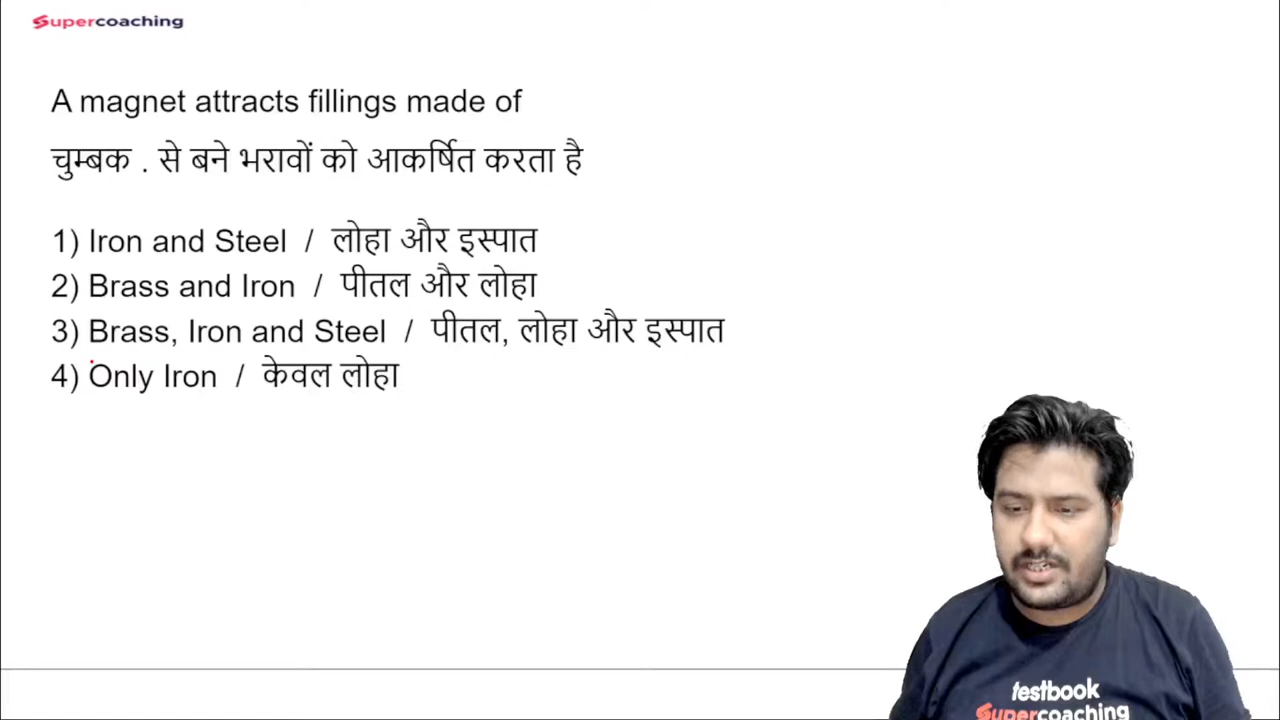 Supercoaching
A magnet attracts fillings made of
चुम्बक . से बने भरावों को आकर्षित करता है
1) Iron and Steel / लोहा और इस्पात
2) Brass and Iron / पीतल और लोहा
3) Brass, Iron and Steel / पीतल, लोहा और इस्पात
4) Only Iron / केवल लोहा
testbook
Supercoaching